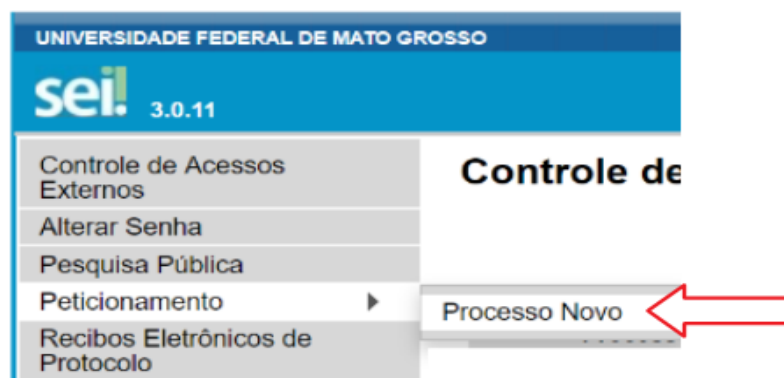 UNIVERSIDADE FEDERAL DE MATO GROSSO
sei! 3.0.11
Controle de Acessos
Externos
Controle de
Alterar Senha
Pesquisa Pública
Peticionamento
Processo Novo
Recibos Eletrônicos de
Protocolo